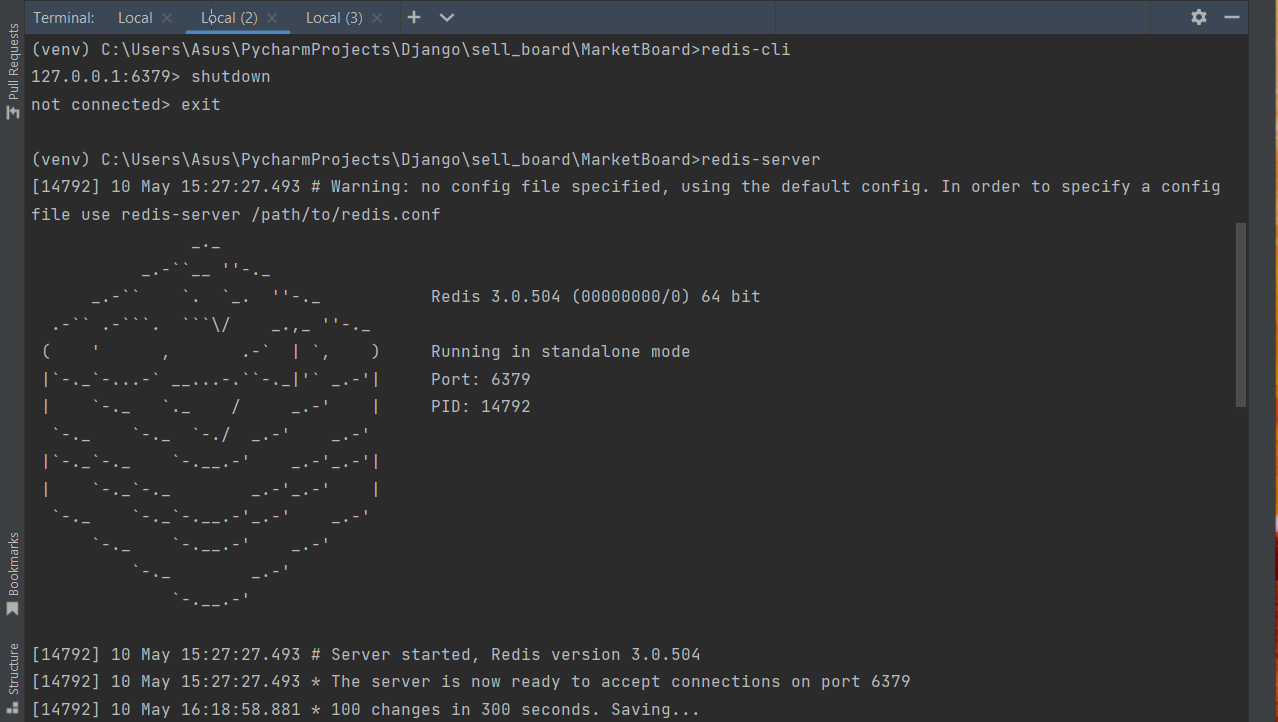 Terminal: Local × Local (2) × Local (3) ×
Pull Requests
Bookmarks
Structure
(venv) C:\Users\Asus\PycharmProjects\Django\sell_board\MarketBoard>redis-cli
127.0.0.1:6379> shutdown
not connected> exit
(venv) C:\Users\Asus\PycharmProjects\Django\sell_board\MarketBoard>redis-server
[14792] 10 May 15:27:27.493 # Warning: no config file specified, using the default config. In order to specify a config
file use redis-server /path/to/redis.conf
Redis 3.0.504 (00000000/0) 64 bit
Running in standalone mode
Port: 6379
PID: 14792
[14792] 10 May 15:27:27.493 # Server started, Redis version 3.0.504
[14792] 10 May 15:27:27.493 * The server is now ready to accept connections on port 6379
[14792] 10 May 16:18:58.881 * 100 changes in 300 seconds. Saving...